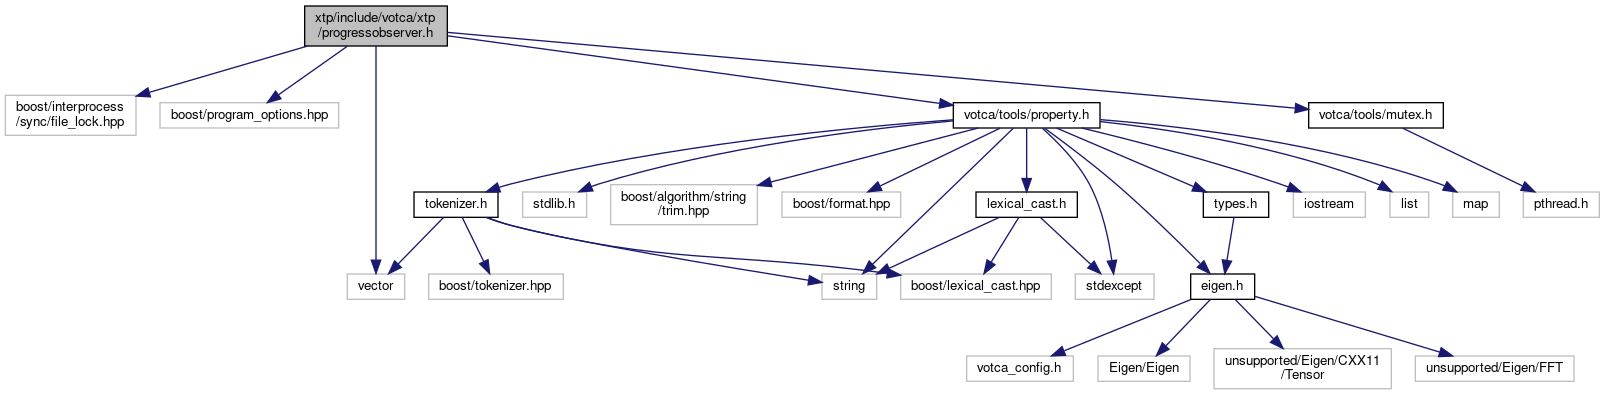 xtp/include/votca/xtp
/progressobserver.h
boost/interprocess
/sync/file_lock.hpp
boost/program_options.hpp
votca/tools/property.h
votca/tools/mutex.h
tokenizer.h
stdlib.h
boost/algorithm/string
/trim.hpp
boost/format.hpp
lexical_cast.h
types.h
iostream
list
map
pthread.h
vector
boost/tokenizer.hpp
string
boost/lexical_cast.hpp
stdexcept
eigen.h
votca_config.h
Eigen/Eigen
unsupported/Eigen/CXX11
/Tensor
unsupported/Eigen/FFT